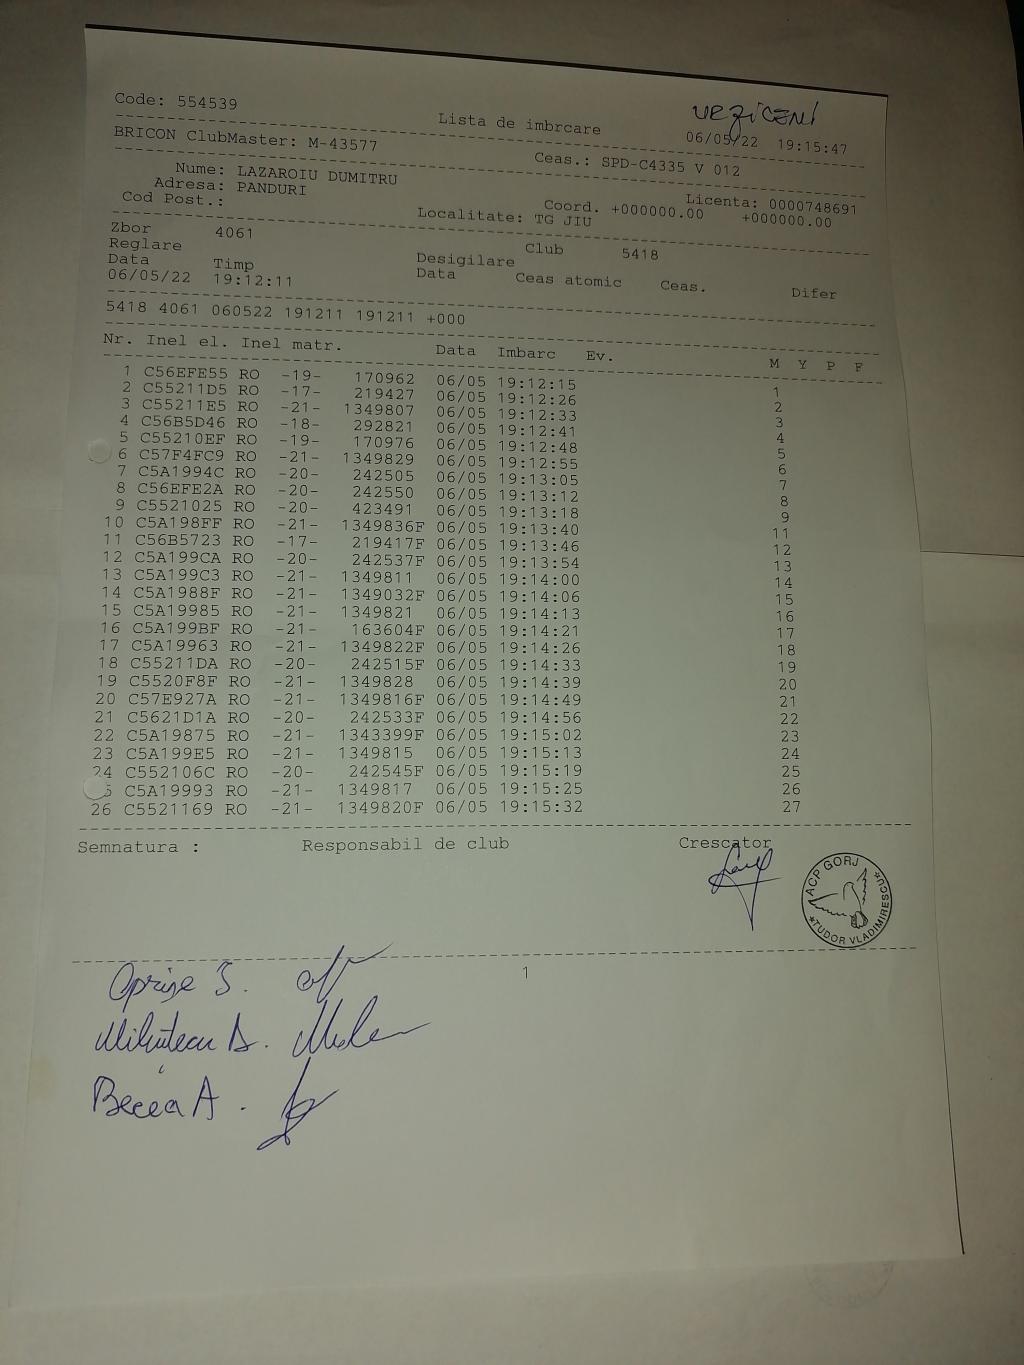 Code: 554539
Lista de imbrcare
URZICENI
06/05/22 19:15:47
BRICON ClubMaster: M-43577
Ceas.: SPD-C4335 V 012
Nume: LAZAROIU DUMITRU
Licenta: 0000748691
Adresa: PANDURI
Coord. +000000.00 +000000.00
Cod Post.:
Localitate: TG JIU
Zbor 4061 Club 5418
Reglare Desigilare
Data Timp Data Ceas atomic Ceas. Difer
06/05/22 19:12:11
5418 4061 060522 191211 191211 +000
Nr. Inel el. Inel matr. Data Imbarc Ev. M Y P F
1 C56EFE55 RO -19- 170962 06/05 19:12:15 1
2 C55211D5 RO -17- 219427 06/05 19:12:26 2
3 C55211E5 RO -21- 1349807 06/05 19:12:33 3
4 C56B5D46 RO -18- 292821 06/05 19:12:41 4
5 C55210EF RO -19- 170976 06/05 19:12:48 5
6 C57F4FC9 RO -21- 1349829 06/05 19:12:55 6
7 C5A1994C RO -20- 242505 06/05 19:13:05 7
8 C56EFE2A RO -20- 242550 06/05 19:13:12 8
9 C5521025 RO -20- 423491 06/05 19:13:18 9
10 C5A198FF RO -21- 1349836F 06/05 19:13:40 11
11 C56B5723 RO -17- 219417F 06/05 19:13:46 12
12 C5A199CA RO -20- 242537F 06/05 19:13:54 13
13 C5A199C3 RO -21- 1349811 06/05 19:14:00 14
14 C5A1988F RO -21- 1349032F 06/05 19:14:06 15
15 C5A19985 RO -21- 1349821 06/05 19:14:13 16
16 C5A199BF RO -21- 163604F 06/05 19:14:21 17
17 C5A19963 RO -21- 1349822F 06/05 19:14:26 18
18 C55211DA RO -20- 242515F 06/05 19:14:33 19
19 C5520F8F RO -21- 1349828 06/05 19:14:39 20
20 C57E927A RO -21- 1349816F 06/05 19:14:49 21
21 C5621D1A RO -20- 242533F 06/05 19:14:56 22
22 C5A19875 RO -21- 1343399F 06/05 19:15:02 23
23 C5A199E5 RO -21- 1349815 06/05 19:15:13 24
24 C552106C RO -20- 242545F 06/05 19:15:19 25
5 C5A19993 RO -21- 1349817 06/05 19:15:25 26
26 C5521169 RO -21- 1349820F 06/05 19:15:32 27
Semnatura : Responsabil de club Crescator
ACP GORJ
*TUDOR VLADIMIRESCU*
1
Becea A.